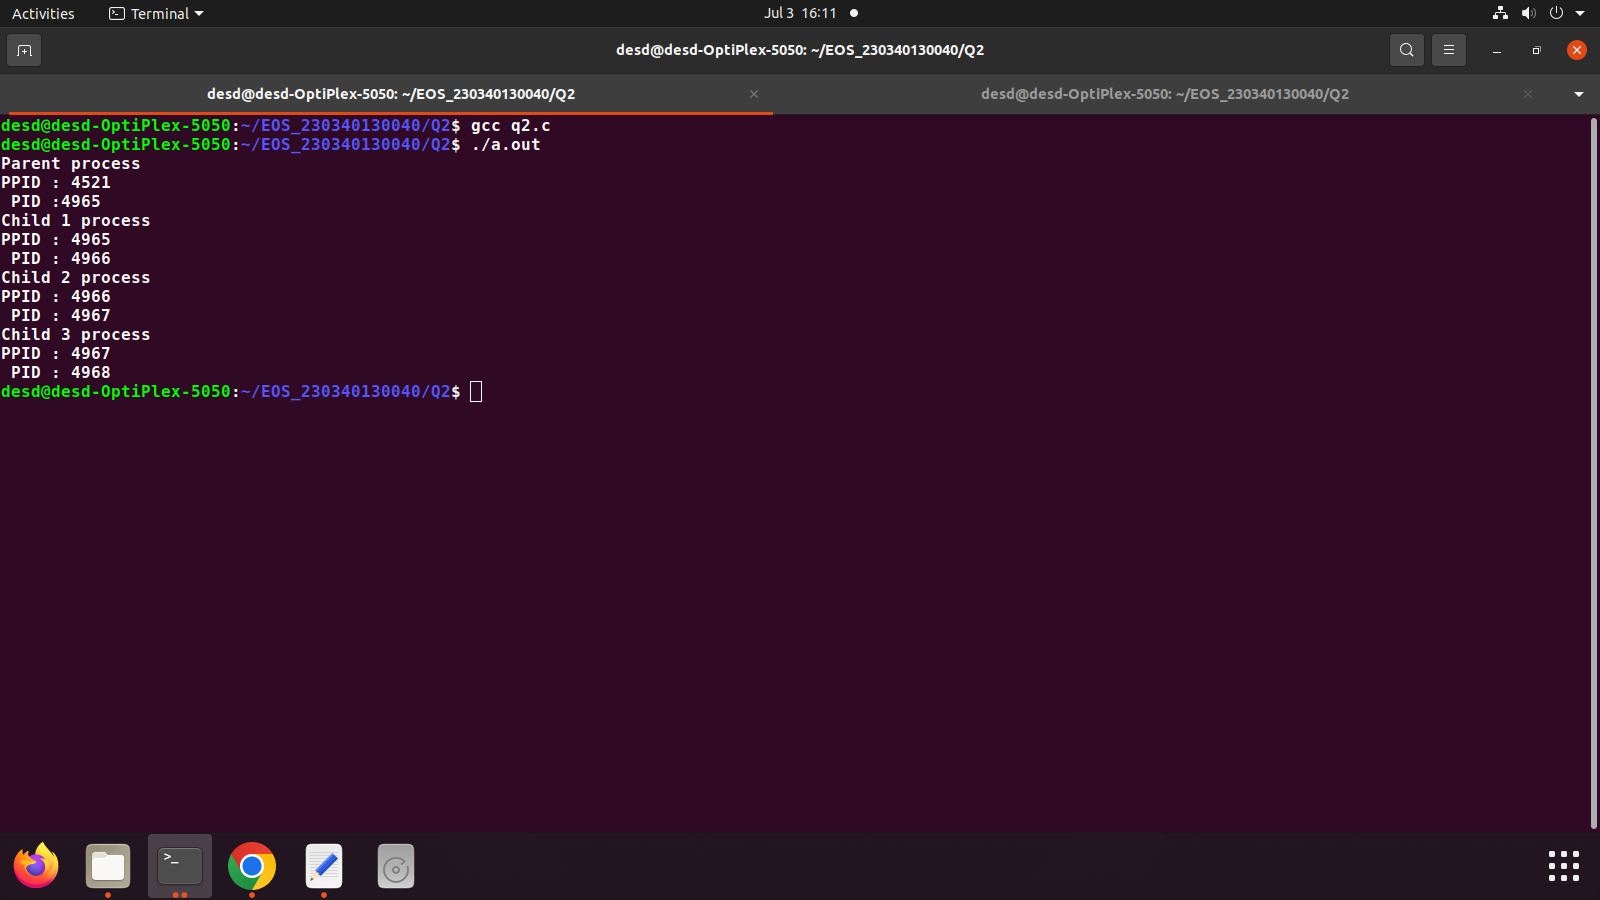 Activities Terminal Jul 3 16:11
desd@desd-OptiPlex-5050: ~/EOS_230340130040/Q2
desd@desd-OptiPlex-5050: ~/EOS_230340130040/Q2 desd@desd-OptiPlex-5050: ~/EOS_230340130040/Q2
desd@desd-OptiPlex-5050:~/EOS_230340130040/Q2$ gcc q2.c
desd@desd-OptiPlex-5050:~/EOS_230340130040/Q2$ ./a.out
Parent process
PPID : 4521
 PID :4965
Child 1 process
PPID : 4965
 PID : 4966
Child 2 process
PPID : 4966
 PID : 4967
Child 3 process
PPID : 4967
 PID : 4968
desd@desd-OptiPlex-5050:~/EOS_230340130040/Q2$
>_